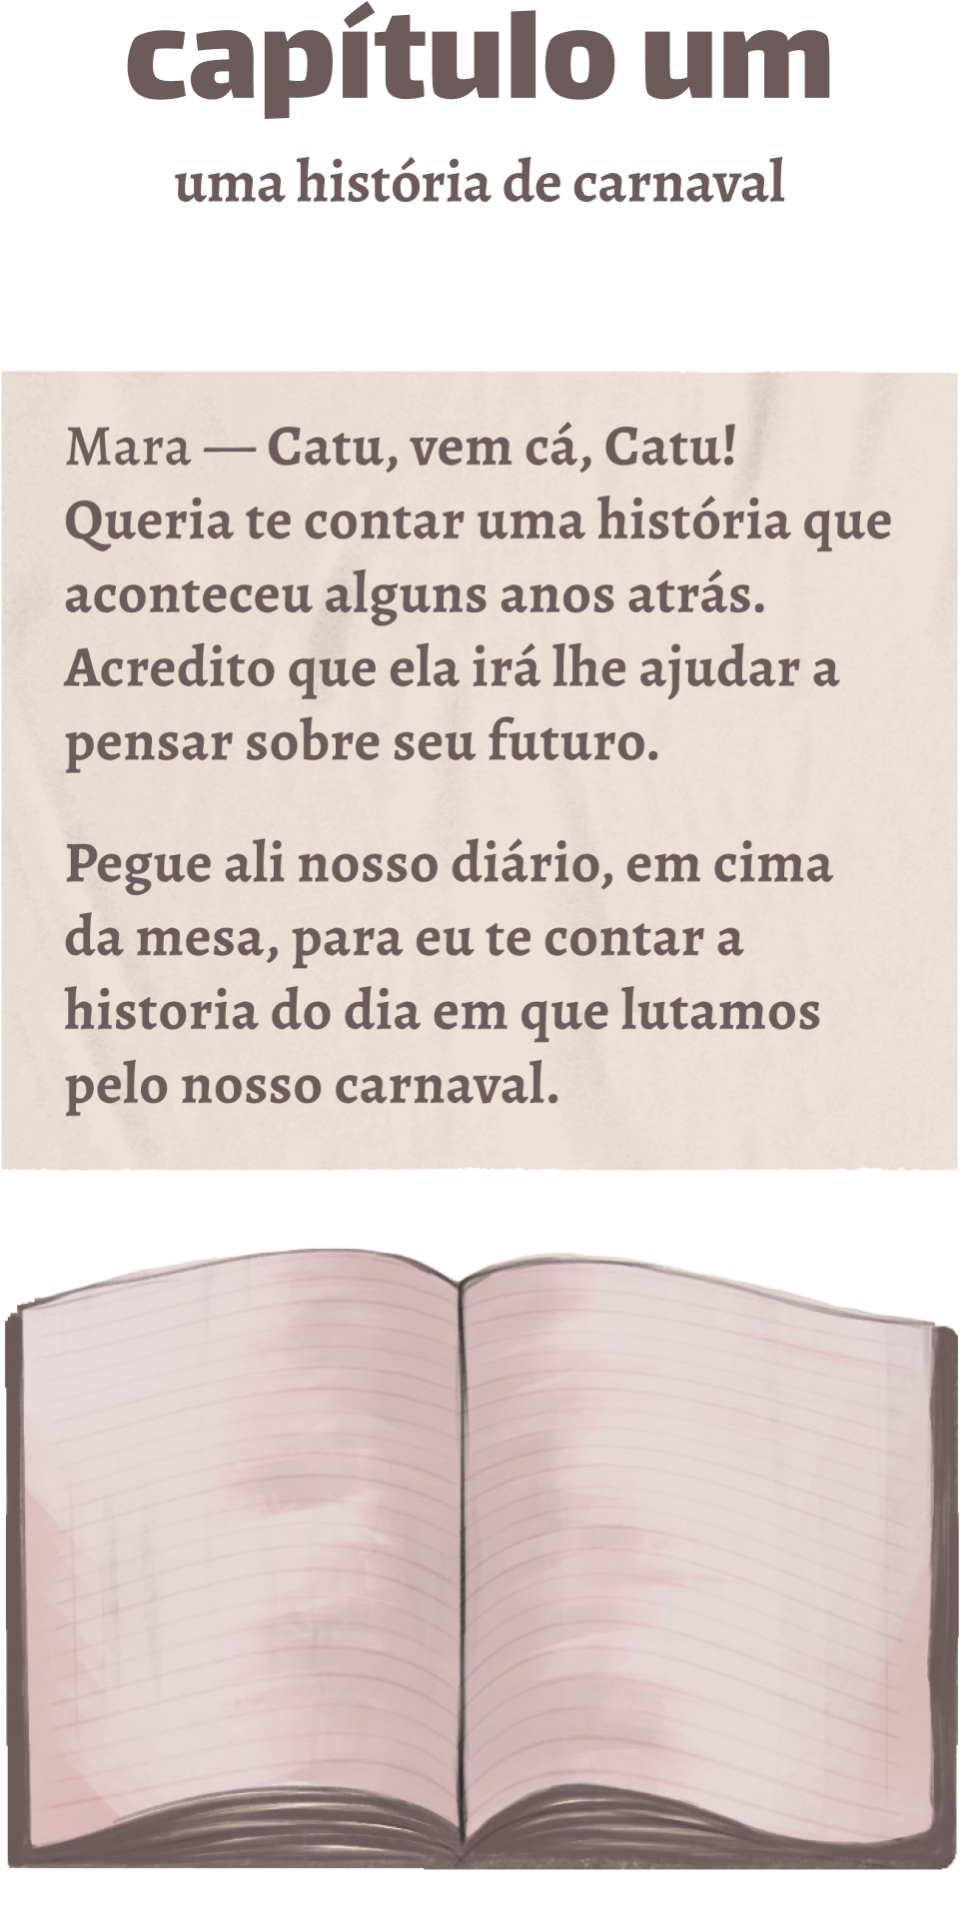 capítulo um
uma história de carnaval
Mara — Catu, vem cá, Catu!
Queria te contar uma história que
aconteceu alguns anos atrás.
Acredito que ela irá lhe ajudar a
pensar sobre seu futuro.
Pegue ali nosso diário, em cima
da mesa, para eu te contar a
historia do dia em que lutamos
pelo nosso carnaval.